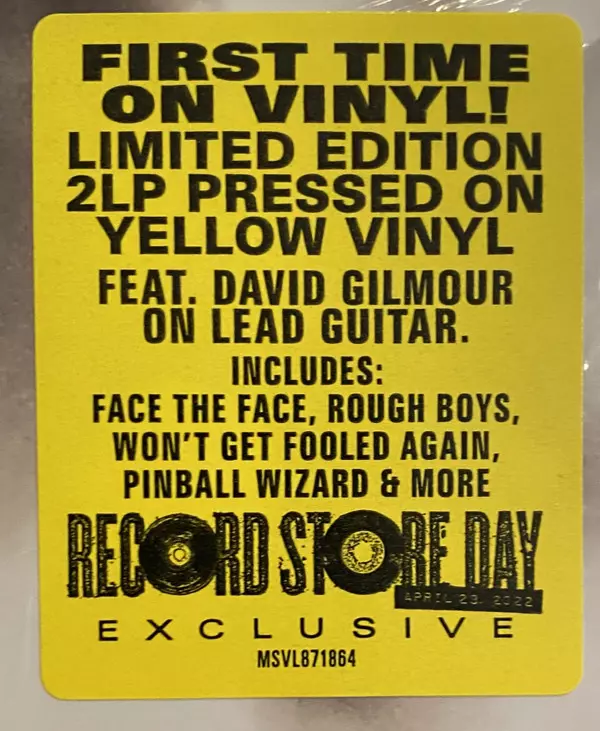 FIRST TIME
ON VINYL!
LIMITED EDITION
2LP PRESSED ON
YELLOW VINYL
FEAT. DAVID GILMOUR
ON LEAD GUITAR.
INCLUDES:
FACE THE FACE, ROUGH BOYS,
WON'T GET FOOLED AGAIN,
PINBALL WIZARD & MORE
RECORD STORE DAY
APRIL 23, 2022
EXCLUSIVE
MSVL871864